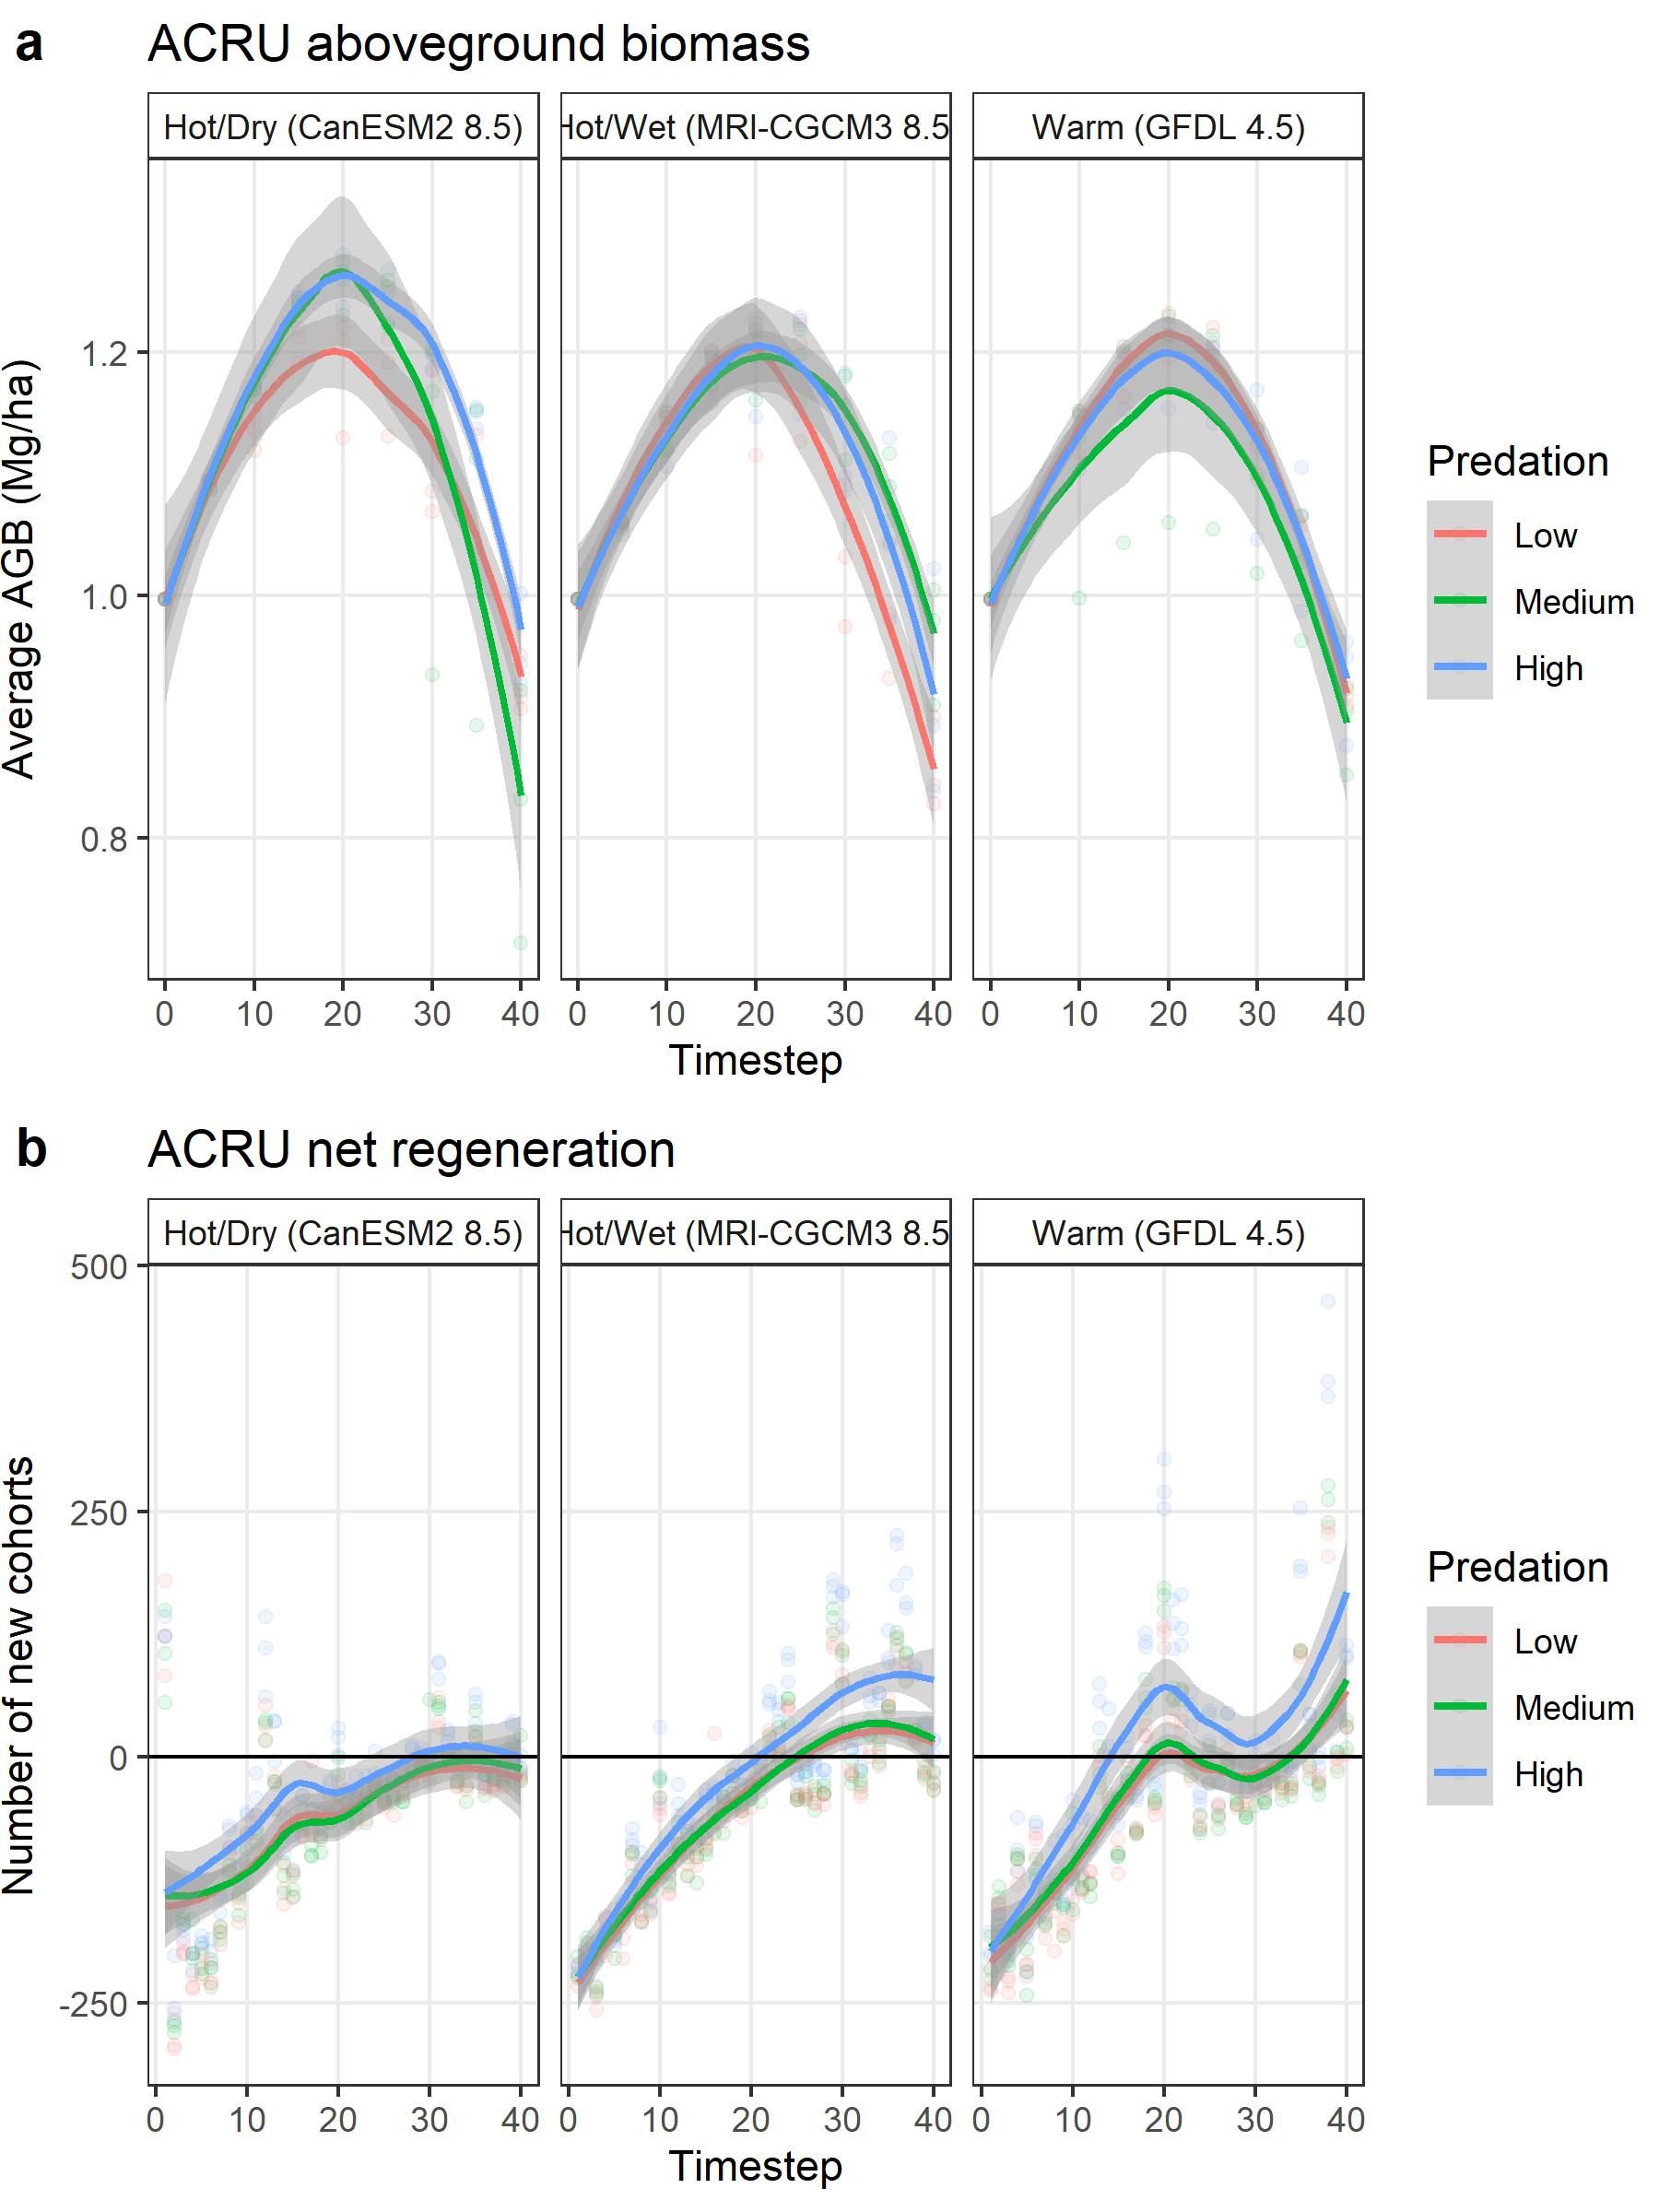 a ACRU aboveground biomass
Hot/Dry (CanESM2 8.5) Hot/Wet (MRI-CGCM3 8.5 Warm (GFDL 4.5)
Average AGB (Mg/ha)
1.2
1.0
0.8
0 10 20 30 40 0 10 20 30 40 0 10 20 30 40
Timestep
Predation
Low
Medium
High
b ACRU net regeneration
Hot/Dry (CanESM2 8.5) Hot/Wet (MRI-CGCM3 8.5 Warm (GFDL 4.5)
Number of new cohorts
500
250
0
-250
0 10 20 30 40 0 10 20 30 40 0 10 20 30 40
Timestep
Predation
Low
Medium
High